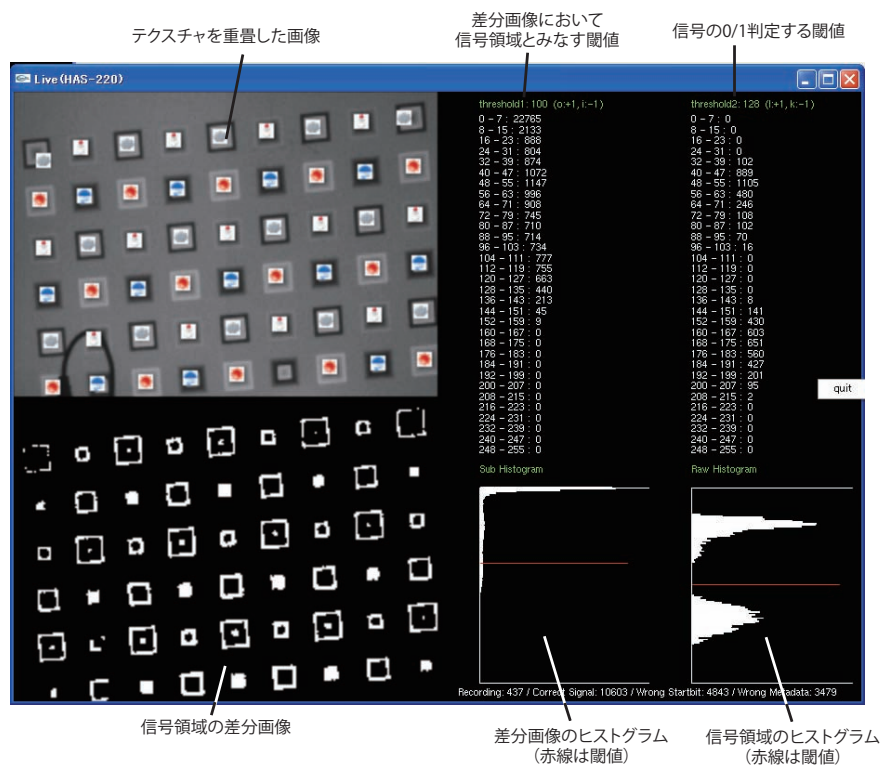 テクスチャを重畳した画像
差分画像において
信号領域とみなす閾値
信号の0/1判定する閾値
Live(HAS-220)
threshold1: 100 (o:+1, i:-1)
0 - 7 : 22765
8 - 15 : 2133
16 - 23 : 888
24 - 31 : 804
32 - 39 : 874
40 - 47 : 1072
48 - 55 : 1147
56 - 63 : 996
64 - 71 : 908
72 - 79 : 745
80 - 87 : 710
88 - 95 : 714
96 - 103 : 734
104 - 111 : 777
112 - 119 : 755
120 - 127 : 663
128 - 135 : 440
136 - 143 : 213
144 - 151 : 45
152 - 159 : 9
160 - 167 : 0
168 - 175 : 0
176 - 183 : 0
184 - 191 : 0
192 - 199 : 0
200 - 207 : 0
208 - 215 : 0
216 - 223 : 0
224 - 231 : 0
232 - 239 : 0
240 - 247 : 0
248 - 255 : 0
Sub Histogram
threshold2: 128 (l:+1, k:-1)
0 - 7 : 0
8 - 15 : 0
16 - 23 : 0
24 - 31 : 0
32 - 39 : 102
40 - 47 : 889
48 - 55 : 1105
56 - 63 : 480
64 - 71 : 246
72 - 79 : 108
80 - 87 : 102
88 - 95 : 70
96 - 103 : 16
104 - 111 : 0
112 - 119 : 0
120 - 127 : 0
128 - 135 : 0
136 - 143 : 8
144 - 151 : 141
152 - 159 : 430
160 - 167 : 603
168 - 175 : 651
176 - 183 : 560
184 - 191 : 427
192 - 199 : 201
200 - 207 : 95
208 - 215 : 2
216 - 223 : 0
224 - 231 : 0
232 - 239 : 0
240 - 247 : 0
248 - 255 : 0
Raw Histogram
quit
Recording: 437 / Correct Signal: 10603 / Wrong Startbit: 4843 / Wrong Metadata: 3479
信号領域の差分画像
差分画像のヒストグラム
(赤線は閾値)
信号領域のヒストグラム
(赤線は閾値)